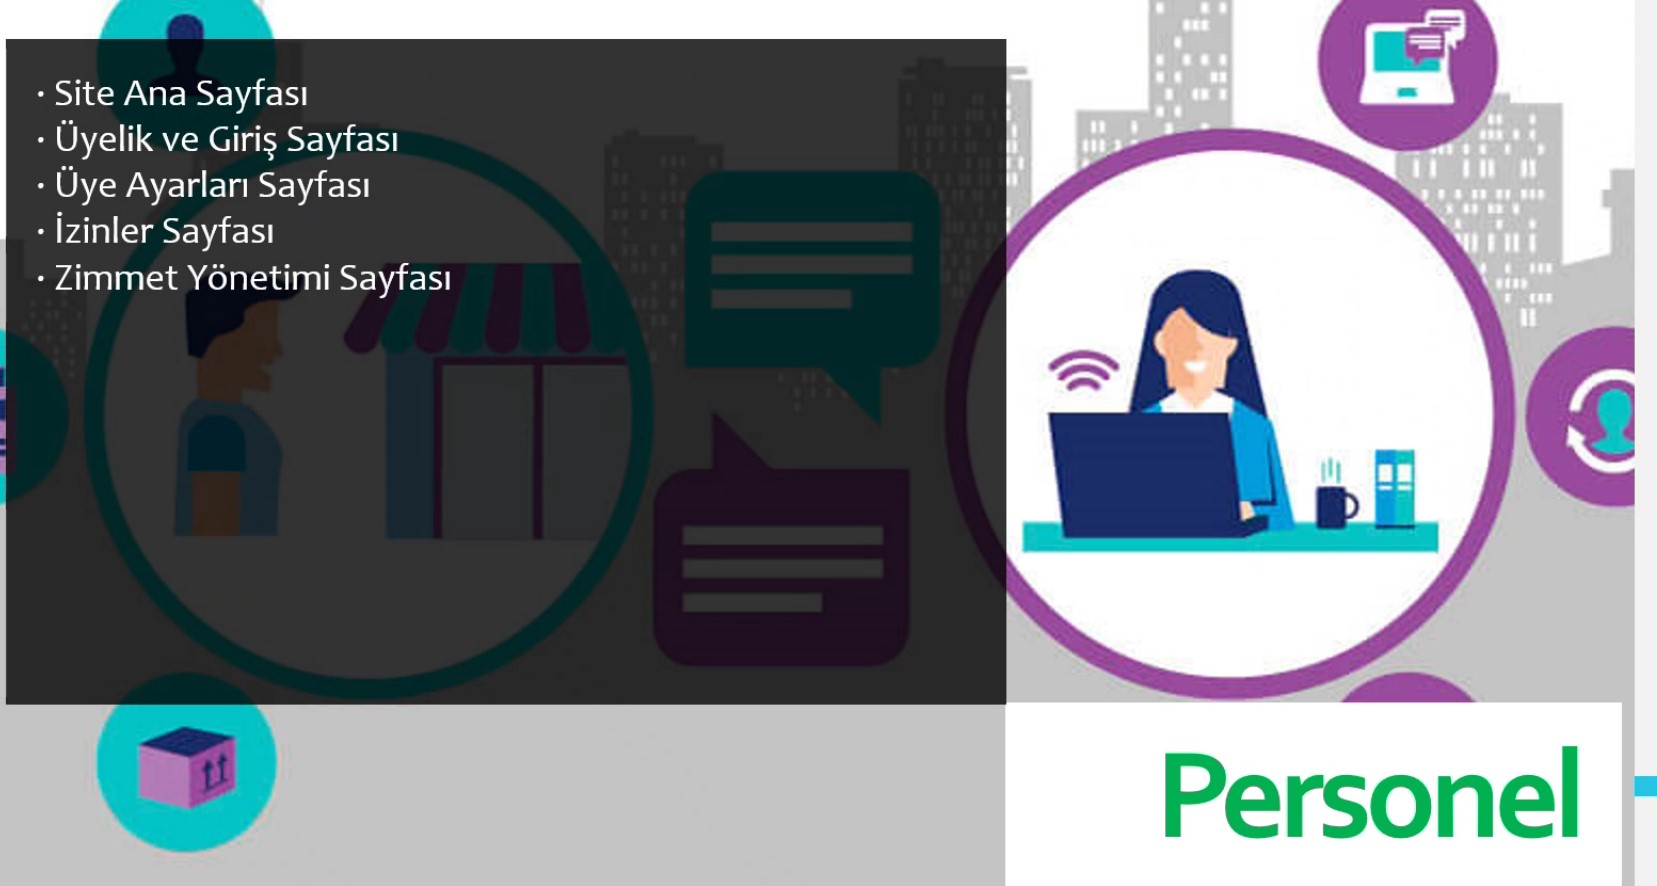 · Site Ana Sayfası
· Üyelik ve Giriş Sayfası
· Üye Ayarları Sayfası
· İzinler Sayfası
· Zimmet Yönetimi Sayfası
Personel